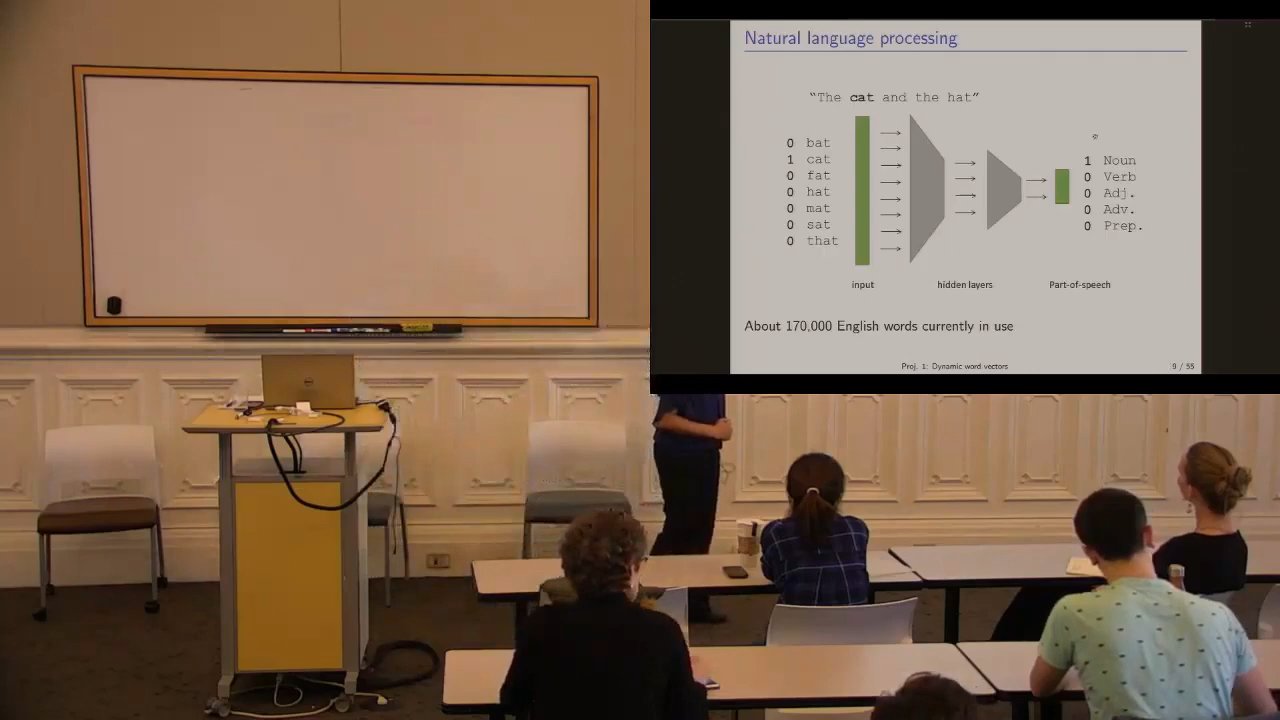 Natural language processing
“The cat and the hat”
0 bat
1 cat
0 fat
0 hat
0 mat
0 sat
0 that
1 Noun
0 Verb
0 Adj.
0 Adv.
0 Prep.
input
hidden layers
Part-of-speech
About 170,000 English words currently in use
Proj. 1: Dynamic word vectors
9 / 55